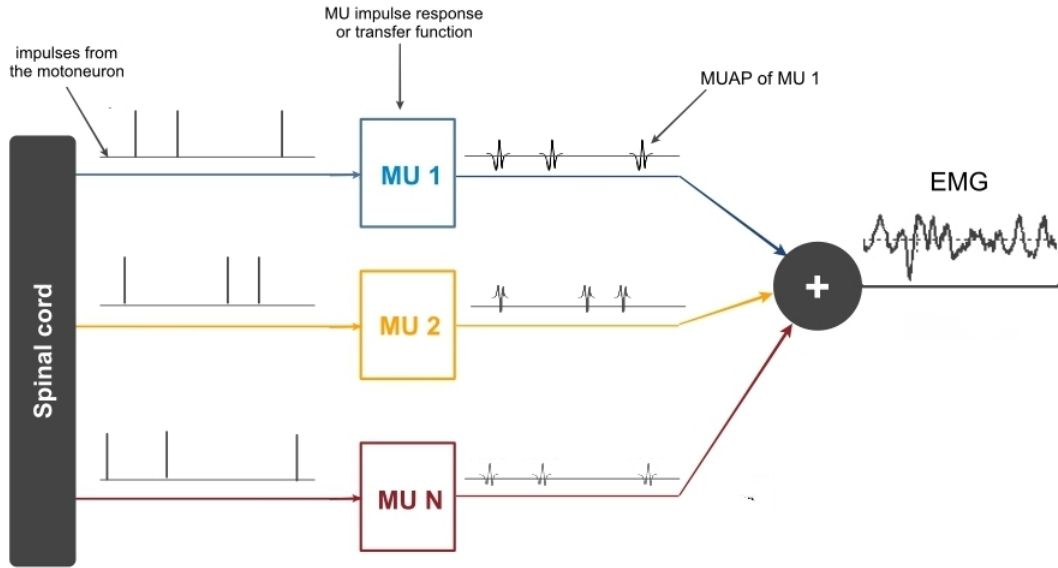 MU impulse response
or transfer function
impulses from
the motoneuron
MUAP of MU 1
MU 1
EMG
Spinal cord
MU 2
+
MU N